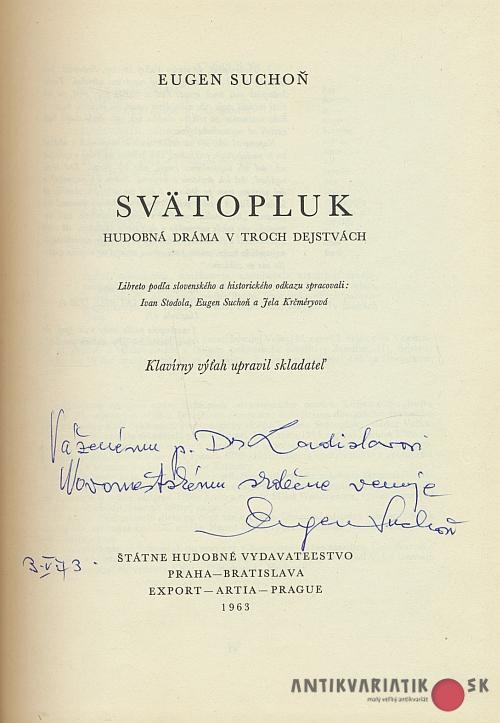 EUGEN SUCHOŇ
SVÄTOPLUK
HUDOBNÁ DRÁMA V TROCH DEJSTVÁCH
Libreto podľa slovenského a historického odkazu spracovali:
Ivan Stodola, Eugen Suchoň a Jela Krčméryová
Klavírny výťah upravil skladateľ
Váženému p. Dr Ladislavovi
Novomestskému srdečne venuje
Eugen Suchoň
3.VI.73.
ŠTÁTNE HUDOBNÉ VYDAVATEĽSTVO
PRAHA—BRATISLAVA
EXPORT—ARTIA—PRAGUE
1963
ANTIKVARIATIK SK
malý veľký antikvariát